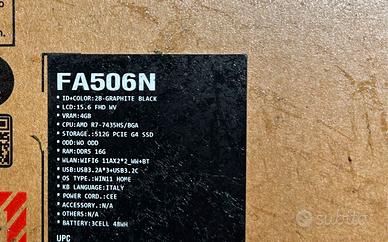 FA506N
* ID+COLOR:2B-GRAPHITE BLACK
* LCD:15.6 FHD WV
* VRAM:4GB
* CPU:AMD R7-7435HS/BGA
* STORAGE.:512G PCIE G4 SSD
* ODD:WO ODD
* RAM:DDR5 16G
* WLAN:WIFI6 11AX2*2_WW+BT
* USB:USB3.2A*3+USB3.2C
* OS TYPE.:WIN11 HOME
* KB LANGUAGE:ITALY
* POWER CORD.:CEE
* ACCESSORY.:N/A
* OTHERS:N/A
* BATTERY:3CELL 48WH
UPC
subito